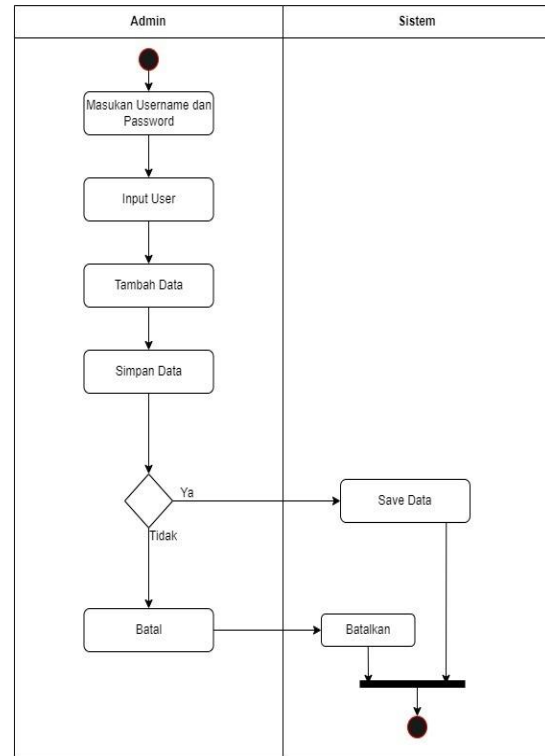 Admin
Sistem
Masukan Username dan
Password
Input User
Tambah Data
Simpan Data
Ya
Save Data
Tidak
Batal
Batalkan